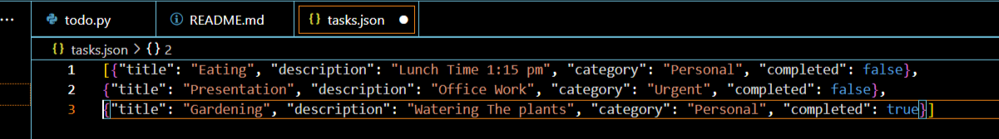 ... todo.py README.md {} tasks.json
{} tasks.json > {} 2
1 [{"title": "Eating", "description": "Lunch Time 1:15 pm", "category": "Personal", "completed": false},
2 {"title": "Presentation", "description": "Office Work", "category": "Urgent", "completed": false},
3 {"title": "Gardening", "description": "Watering The plants", "category": "Personal", "completed": true}]